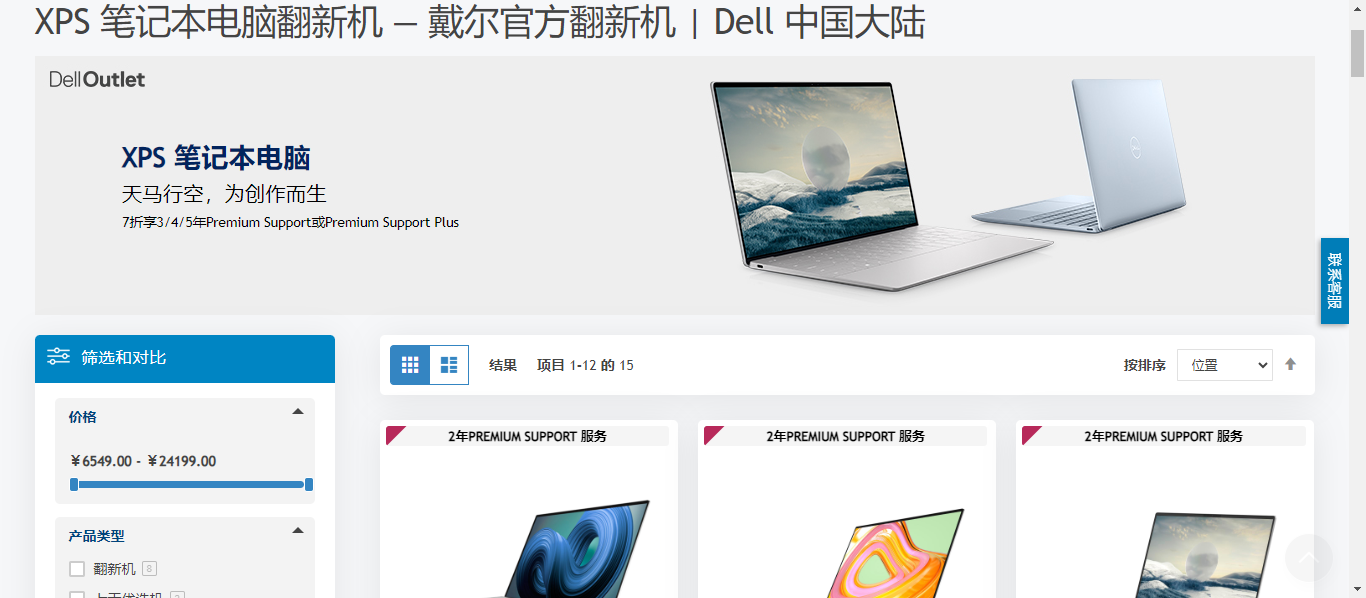 XPS 笔记本电脑翻新机 — 戴尔官方翻新机 | Dell 中国大陆
DellOutlet
XPS 笔记本电脑
天马行空，为创作而生
7折享3/4/5年Premium Support或Premium Support Plus
联系客服
筛选和对比
结果 项目 1-12 的 15
按排序 位置
价格
¥6549.00 - ¥24199.00
产品类型
翻新机 8
2年PREMIUM SUPPORT 服务
2年PREMIUM SUPPORT 服务
2年PREMIUM SUPPORT 服务